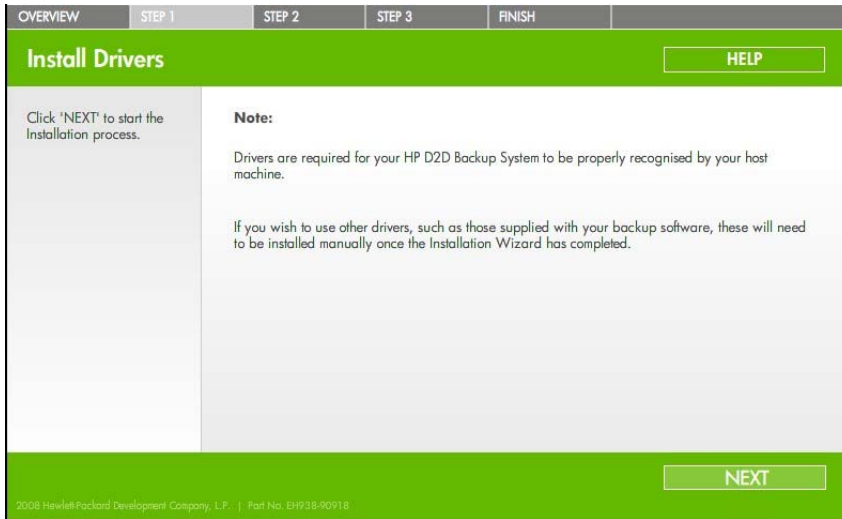 OVERVIEW
STEP 1
STEP 2
STEP 3
FINISH
Install Drivers
HELP
Click 'NEXT' to start the
Installation process.
Note:
Drivers are required for your HP D2D Backup System to be properly recognised by your host
machine.
If you wish to use other drivers, such as those supplied with your backup software, these will need
to be installed manually once the Installation Wizard has completed.
NEXT
2008 Hewlett-Packard Development Company, L.P. | Part No. EH938-90918